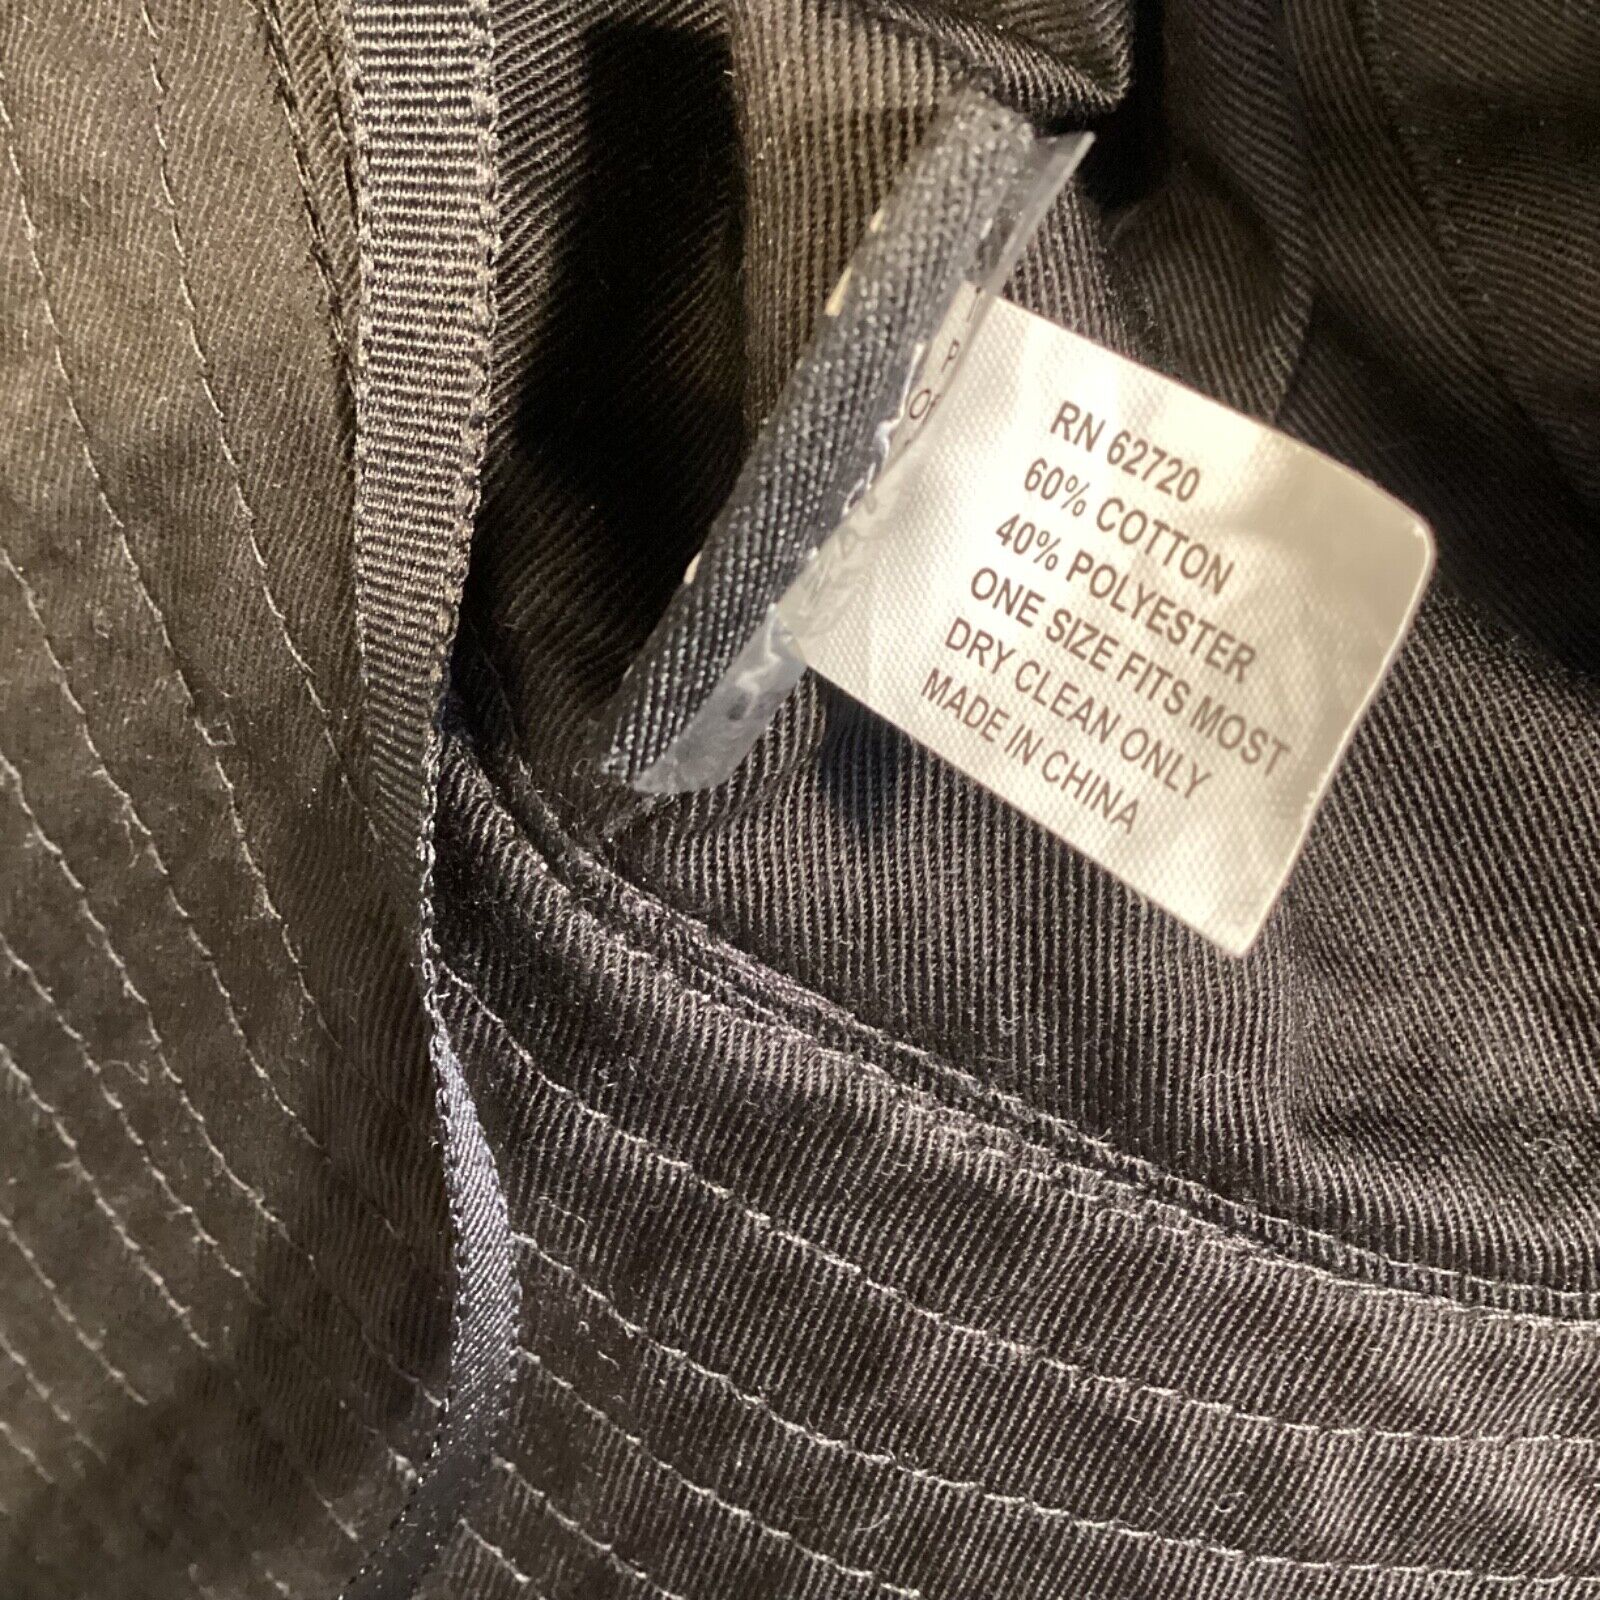 RN 62720
60% COTTON
40% POLYESTER
ONE SIZE FITS MOST
DRY CLEAN ONLY
MADE IN CHINA